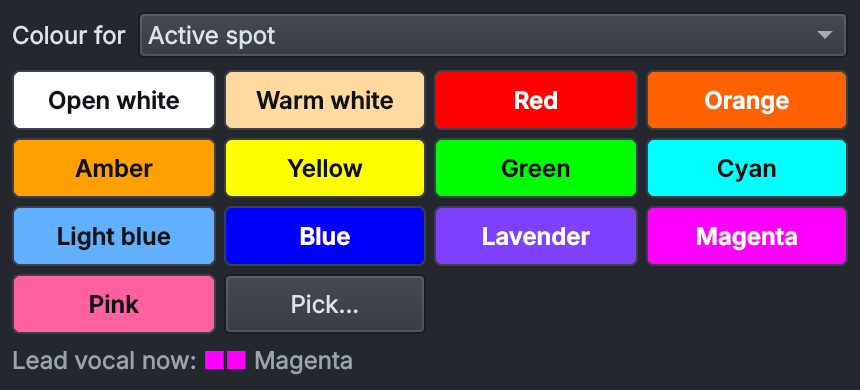 Colour for Active spot
Open white Warm white Red Orange
Amber Yellow Green Cyan
Light blue Blue Lavender Magenta
Pink Pick...
Lead vocal now: Magenta